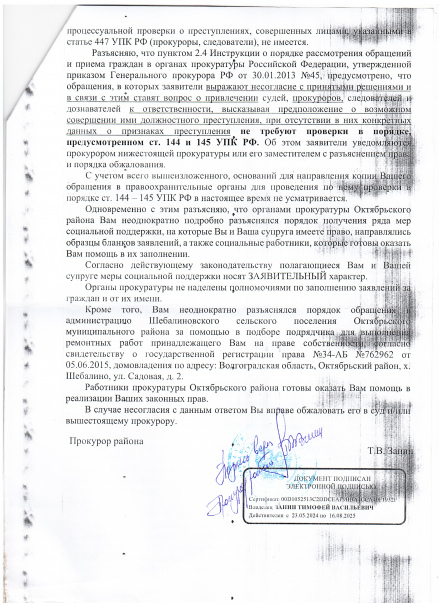 процессуальной проверки о преступлениях, совершенных лицами, указанными в
статье 447 УПК РФ (прокуроры, следователи), не имеется.
Разъясняю, что пунктом 2.4 Инструкции о порядке рассмотрения обращений
и приема граждан в органах прокуратуры Российской Федерации, утвержденной
приказом Генерального прокурора РФ от 30.01.2013 №45, предусмотрено, что
обращения, в которых заявители выражают несогласие с принятыми решениями и
в связи с этим ставят вопрос о привлечении судей, прокуроров, следователей и
дознавателей к ответственности, высказывая предположение о возможном
совершении ими должностного преступления, при отсутствии в них конкретных
данных о признаках преступления не требуют проверки в порядке,
предусмотренном ст. 144 и 145 УПК РФ. Об этом заявители уведомляются
прокурором нижестоящей прокуратуры или его заместителем с разъяснением прав
и порядка обжалования.
С учетом всего вышеизложенного, оснований для направления копии Вашего
обращения в правоохранительные органы для проведения по нему проверки в
порядке ст. 144 – 145 УПК РФ в настоящее время не усматривается.
Одновременно с этим разъясняю, что органами прокуратуры Октябрьского
района Вам неоднократно подробно разъяснялся порядок получения ряда мер
социальной поддержки, на которые Вы и Ваша супруга имеете право, направлялись
образцы бланков заявлений, а также социальные работники, которые готовы оказать
Вам помощь в их заполнении.
Согласно действующему законодательству полагающиеся Вам и Вашей
супруге меры социальной поддержки носят ЗАЯВИТЕЛЬНЫЙ характер.
Органы прокуратуры не наделены полномочиями по заполнению заявлений за
граждан и от их имени.
Кроме того, Вам неоднократно разъяснялся порядок обращения в
администрацию Шебалиновского сельского поселения Октябрьского
муниципального района за помощью в подборе подрядчика для выполнения
ремонтных работ принадлежащего Вам на праве собственности, согласно
свидетельству о государственной регистрации права №34-АБ №762962 от
05.06.2015, домовладения по адресу: Волгоградская область, Октябрьский район, х.
Шебалино, ул. Садовая, д. 2.
Работники прокуратуры Октябрьского района готовы оказать Вам помощь в
реализации Ваших законных прав.
В случае несогласия с данным ответом Вы вправе обжаловать его в суд и/или
вышестоящему прокурору.
Прокурор района
Т.В. Занин
ДОКУМЕНТ ПОДПИСАН
ЭЛЕКТРОННОЙ ПОДПИСЬЮ
Сертификат
Владелец ЗАНИН ТИМОФЕЙ ВАСИЛЬЕВИЧ
Действителен с 23.05.2024 по 16.08.2025